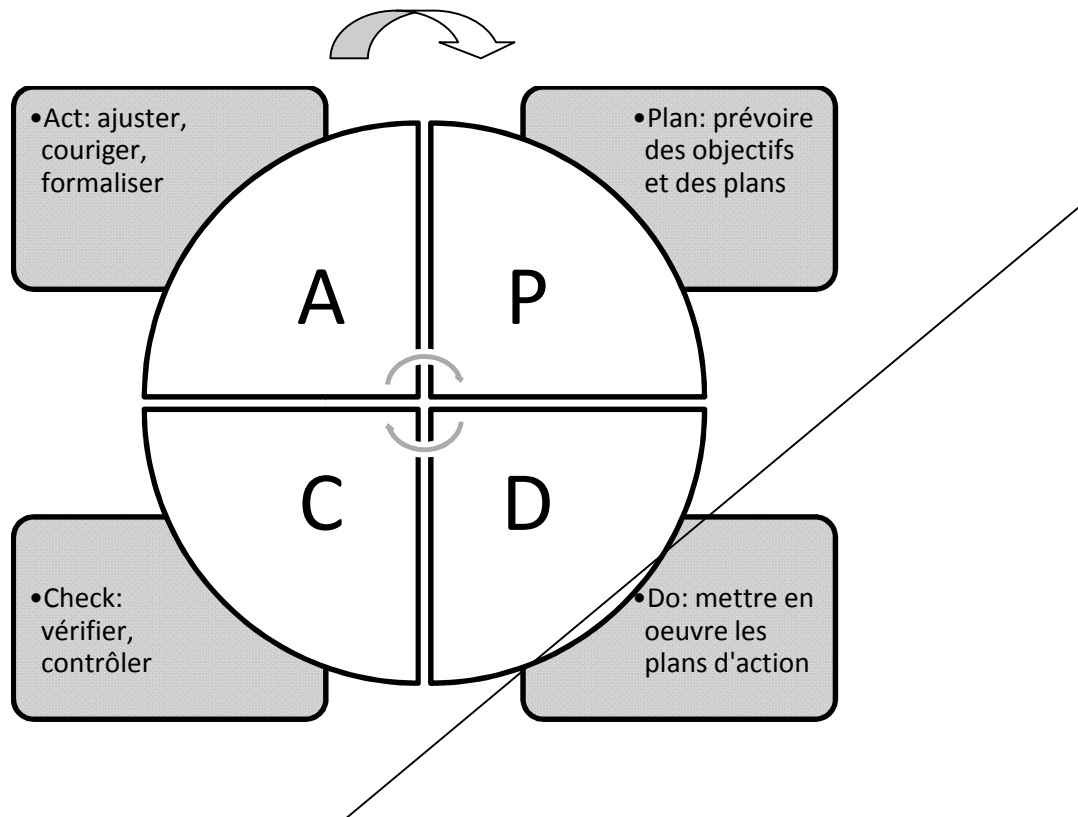 •Act: ajuster,
couriger,
formaliser
•Plan: prévoire
des objectifs
et des plans
A
P
C
D
•Check:
vérifier,
contrôler
•Do: mettre en
oeuvre les
plans d'action